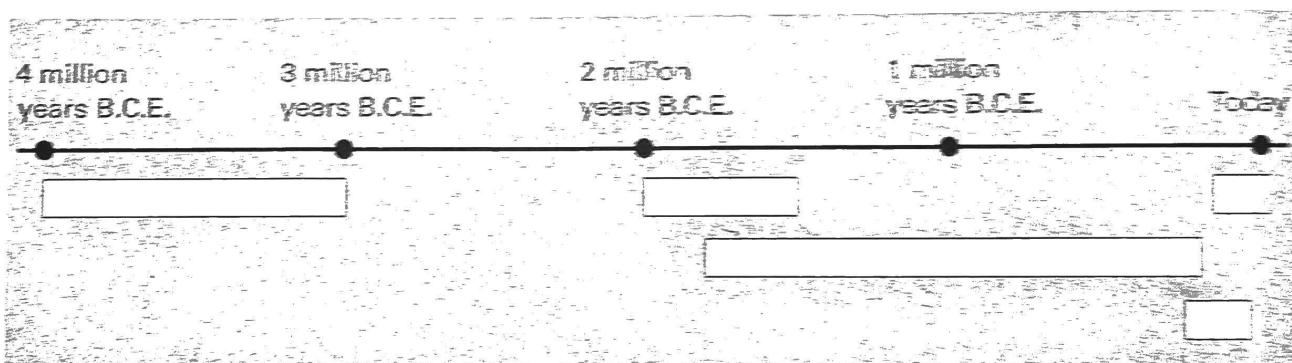 4 million
years B.C.E.
3 million
years B.C.E.
2 million
years B.C.E.
1 million
years B.C.E.
Today